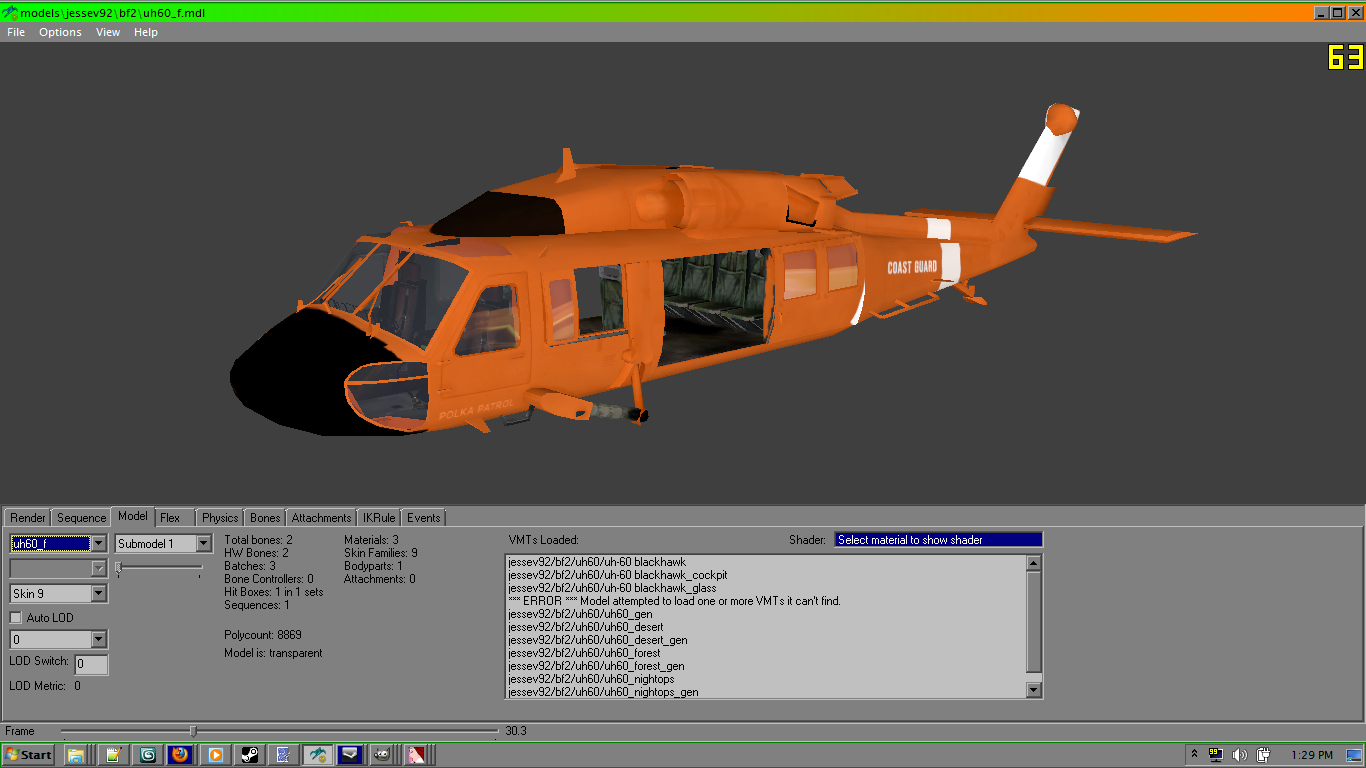 models\jessev92\bf2\uh60_f.mdl
File Options View Help
63
COAST GUARD
POLKA PATROL
Render Sequence Model Flex Physics Bones Attachments IKRule Events
uh60_f
Submodel 1
Skin 9
Auto LOD
0
LOD Switch: 0
LOD Metric: 0
Total bones: 2
HW Bones: 2
Batches: 3
Bone Controllers: 0
Hit Boxes: 1 in 1 sets
Sequences: 1
Polycount: 8869
Model is: transparent
Materials: 3
Skin Families: 9
Bodyparts: 1
Attachments: 0
VMTs Loaded:
Shader: Select material to show shader
jessev92/bf2/uh60/uh-60 blackhawk
jessev92/bf2/uh60/uh-60 blackhawk_cockpit
jessev92/bf2/uh60/uh-60 blackhawk_glass
*** ERROR *** Model attempted to load one or more VMTs it can't find.
jessev92/bf2/uh60/uh60_gen
jessev92/bf2/uh60/uh60_desert
jessev92/bf2/uh60/uh60_desert_gen
jessev92/bf2/uh60/uh60_forest
jessev92/bf2/uh60/uh60_forest_gen
jessev92/bf2/uh60/uh60_nightops
jessev92/bf2/uh60/uh60_nightops_gen
Frame 30.3
Start
99
1:29 PM